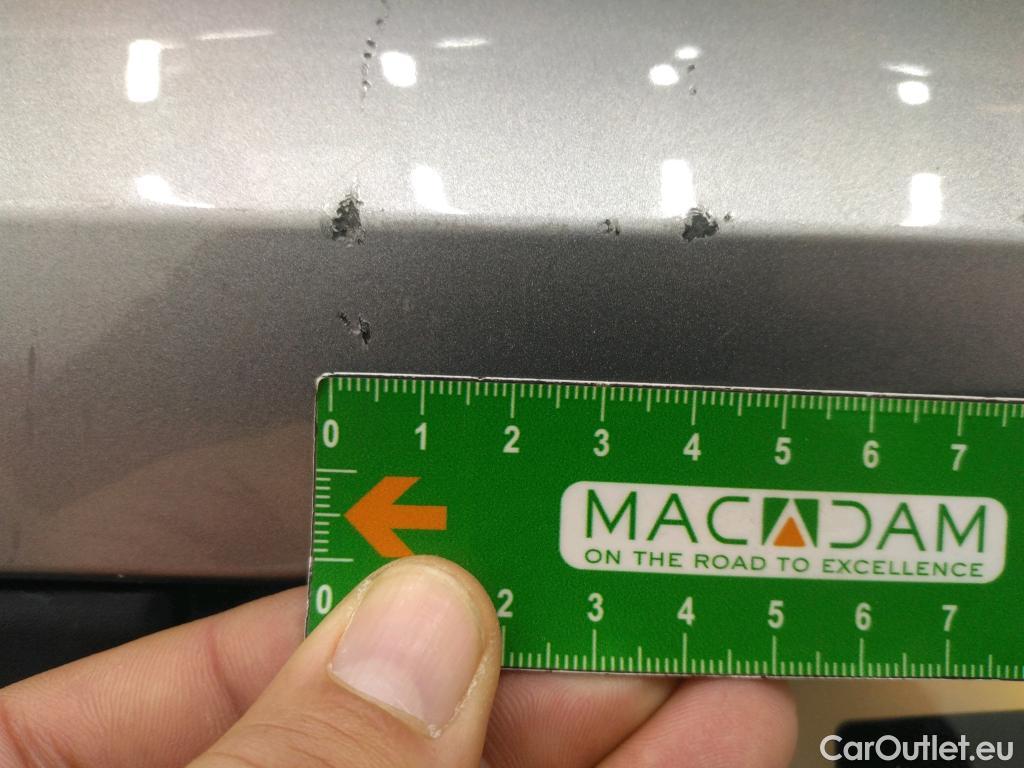 0 1 2 3 4 5 6 7
MACADAM
ON THE ROAD TO EXCELLENCE
0 2 3 4 5 6 7
CarOutlet.eu